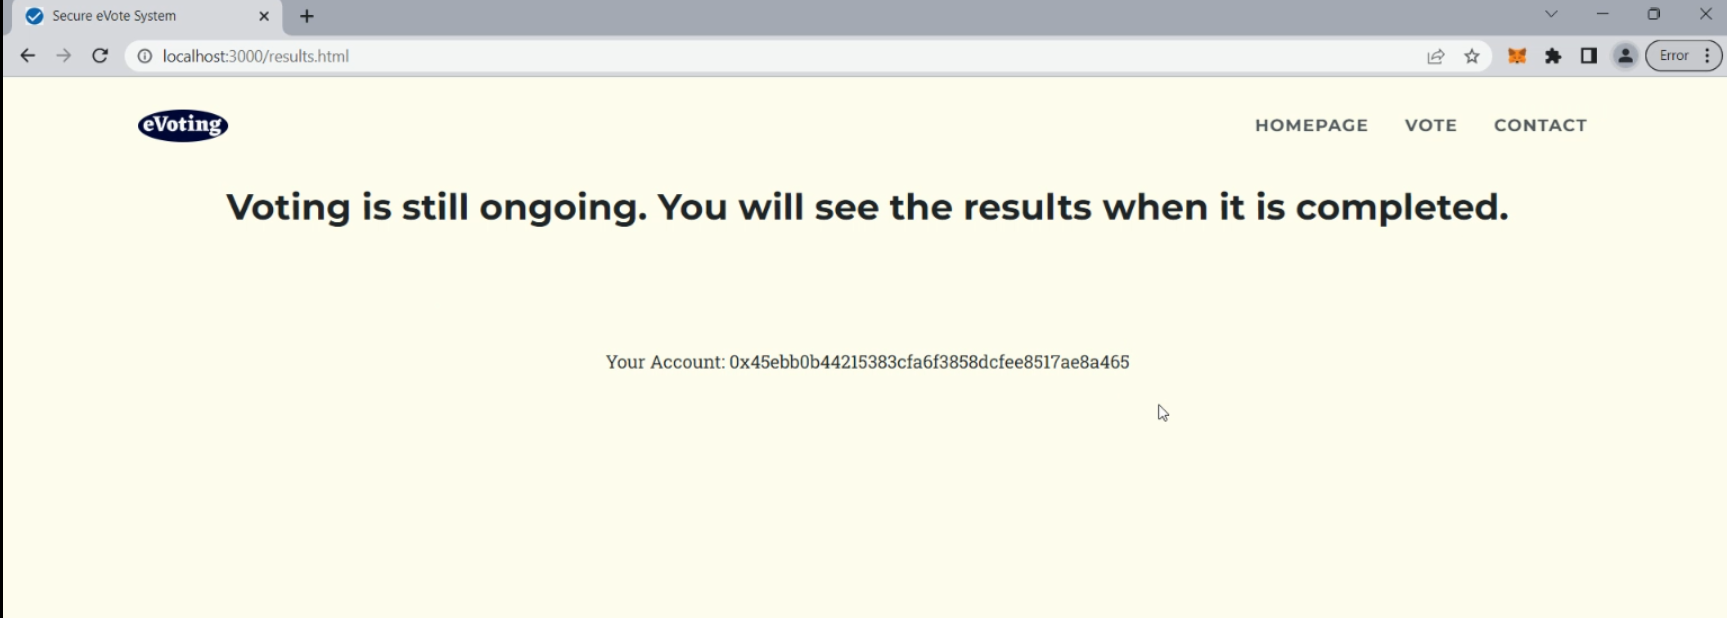 Secure eVote System
localhost:3000/results.html
Error
eVoting
HOMEPAGE VOTE CONTACT
Voting is still ongoing. You will see the results when it is completed.
Your Account: 0x45ebb0b44215383cfa6f3858dcfee8517ae8a465